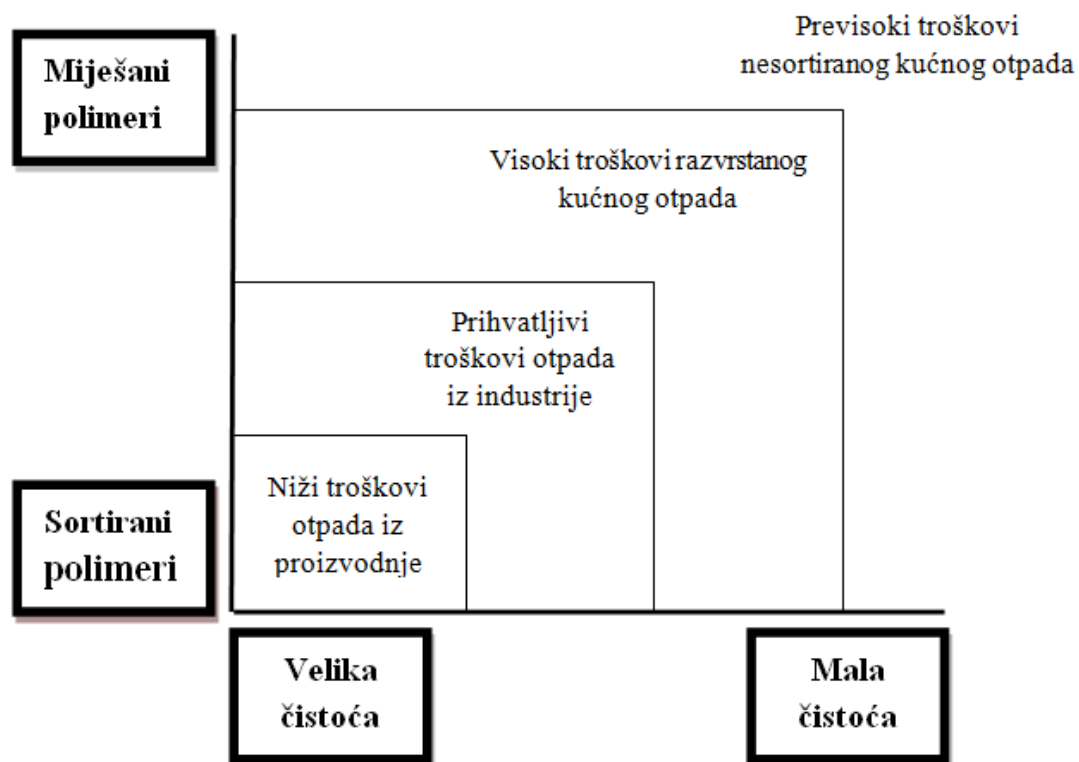 Previsoki troškovi
nesortiranog kućnog otpada
Miješani
polimeri
Visoki troškovi razvrstanog
kućnog otpada
Prihvatljivi
troškovi otpada
iz industrije
Niži troškovi
otpada iz
proizvodnje
Sortirani
polimeri
Velika
čistoća
Mala
čistoća